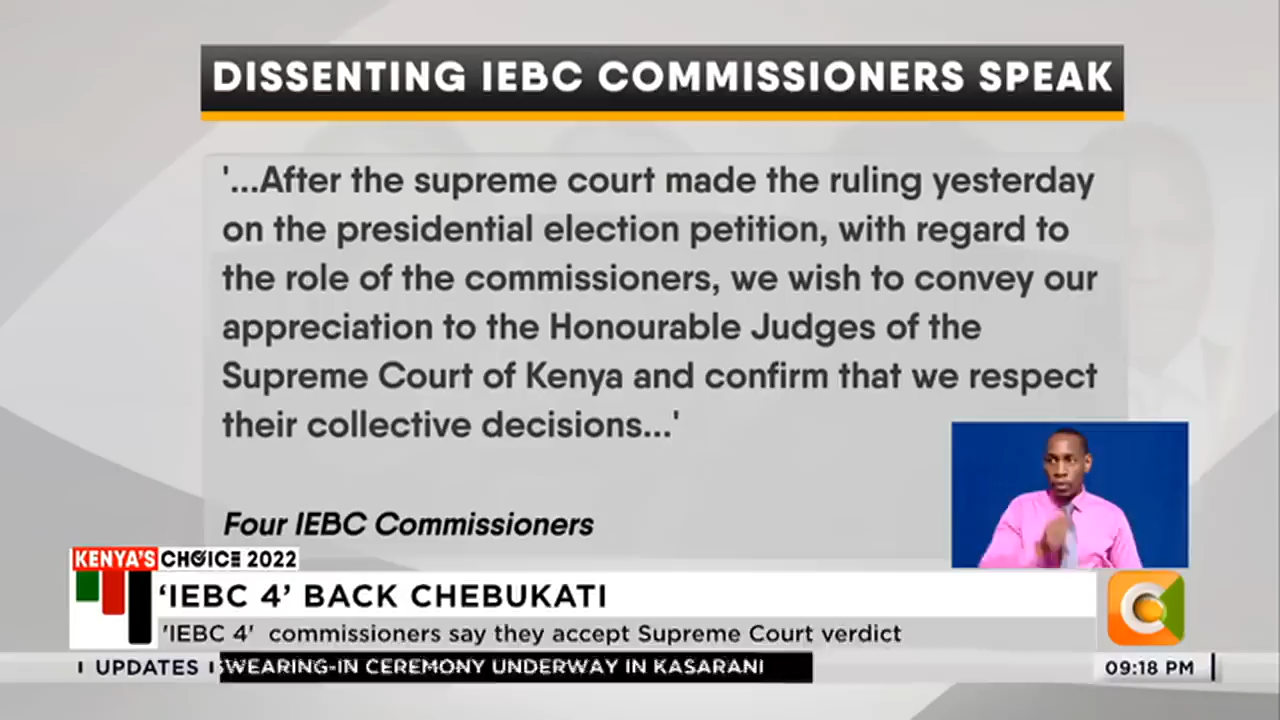 DISSENTING IEBC COMMISSIONERS SPEAK
'...After the supreme court made the ruling yesterday
on the presidential election petition, with regard to
the role of the commissioners, we wish to convey our
appreciation to the Honourable Judges of the
Supreme Court of Kenya and confirm that we respect
their collective decisions...'
Four IEBC Commissioners
KENYA'S CHOICE 2022
'IEBC 4' BACK CHEBUKATI
'IEBC 4' commissioners say they accept Supreme Court verdict
UPDATES SWEARING-IN CEREMONY UNDERWAY IN KASARANI
09:18 PM